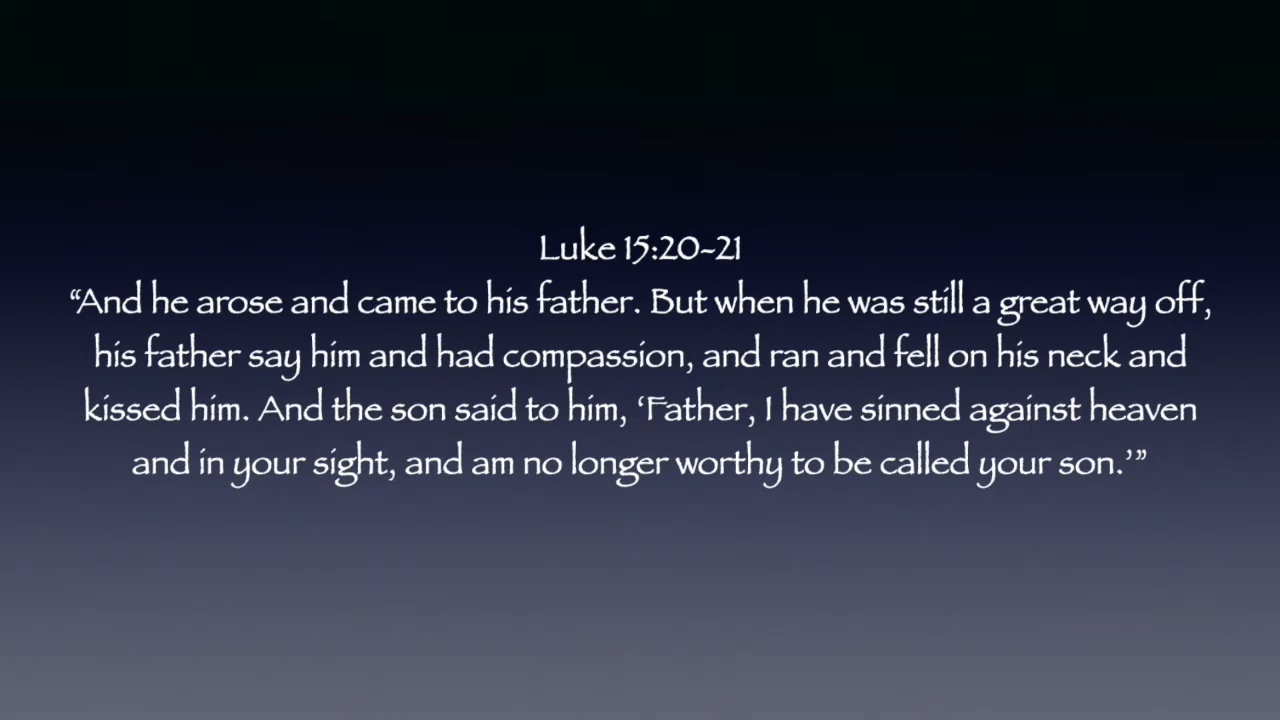 Luke 15:20-21
“And he arose and came to his father. But when he was still a great way off,
his father say him and had compassion, and ran and fell on his neck and
kissed him. And the son said to him, ‘Father, I have sinned against heaven
and in your sight, and am no longer worthy to be called your son.’”